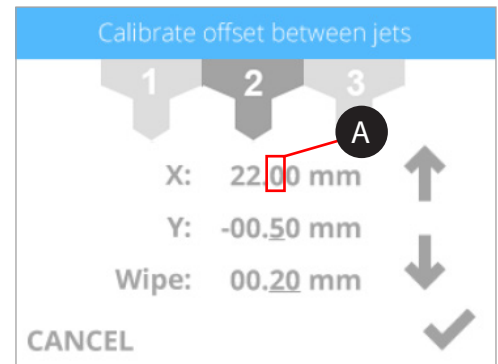 Calibrate offset between jets
1 2 3
A
X: 22.00 mm
Y: -00.50 mm
Wipe: 00.20 mm
CANCEL